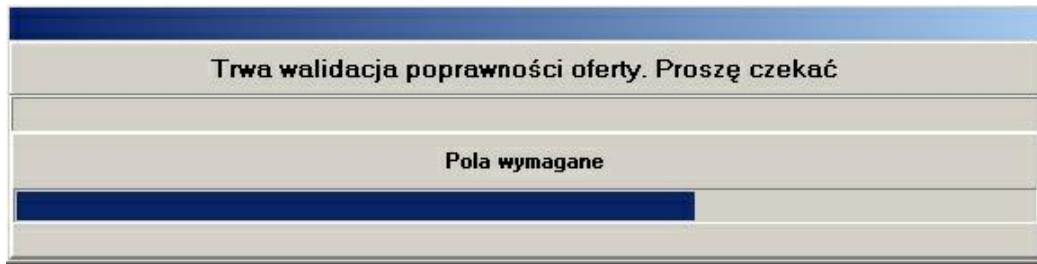 Trwa walidacja poprawności oferty. Proszę czekać
Pola wymagane